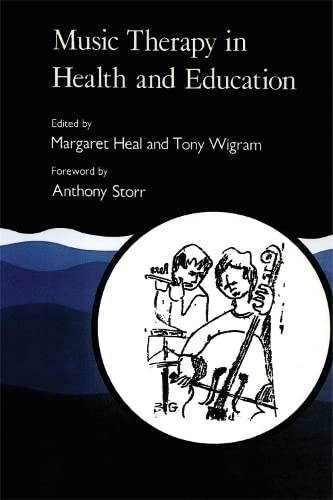 Music Therapy in
Health and Education
Edited by
Margaret Heal and Tony Wigram
Foreword by
Anthony Storr